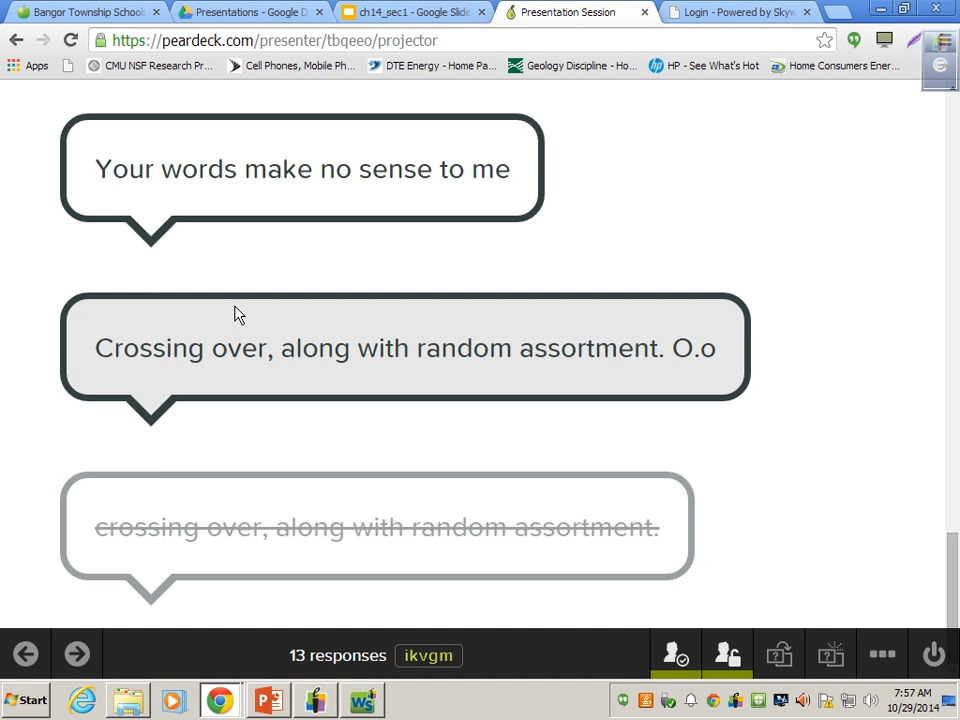 Bangor Township Schools
Presentations - Google D
ch14_sec1 - Google Slide
Presentation Session
Login - Powered by Skyw
https://peardeck.com/presenter/tbqeeo/projector
Apps
CMU NSF Research Pr...
Cell Phones, Mobile Ph...
DTE Energy - Home Pa...
Geology Discipline - Ho...
HP - See What's Hot
Home Consumers Ener...
Your words make no sense to me
Crossing over, along with random assortment. O.o
crossing over, along with random assortment.
13 responses
ikvgm
Start
7:57 AM
10/29/2014